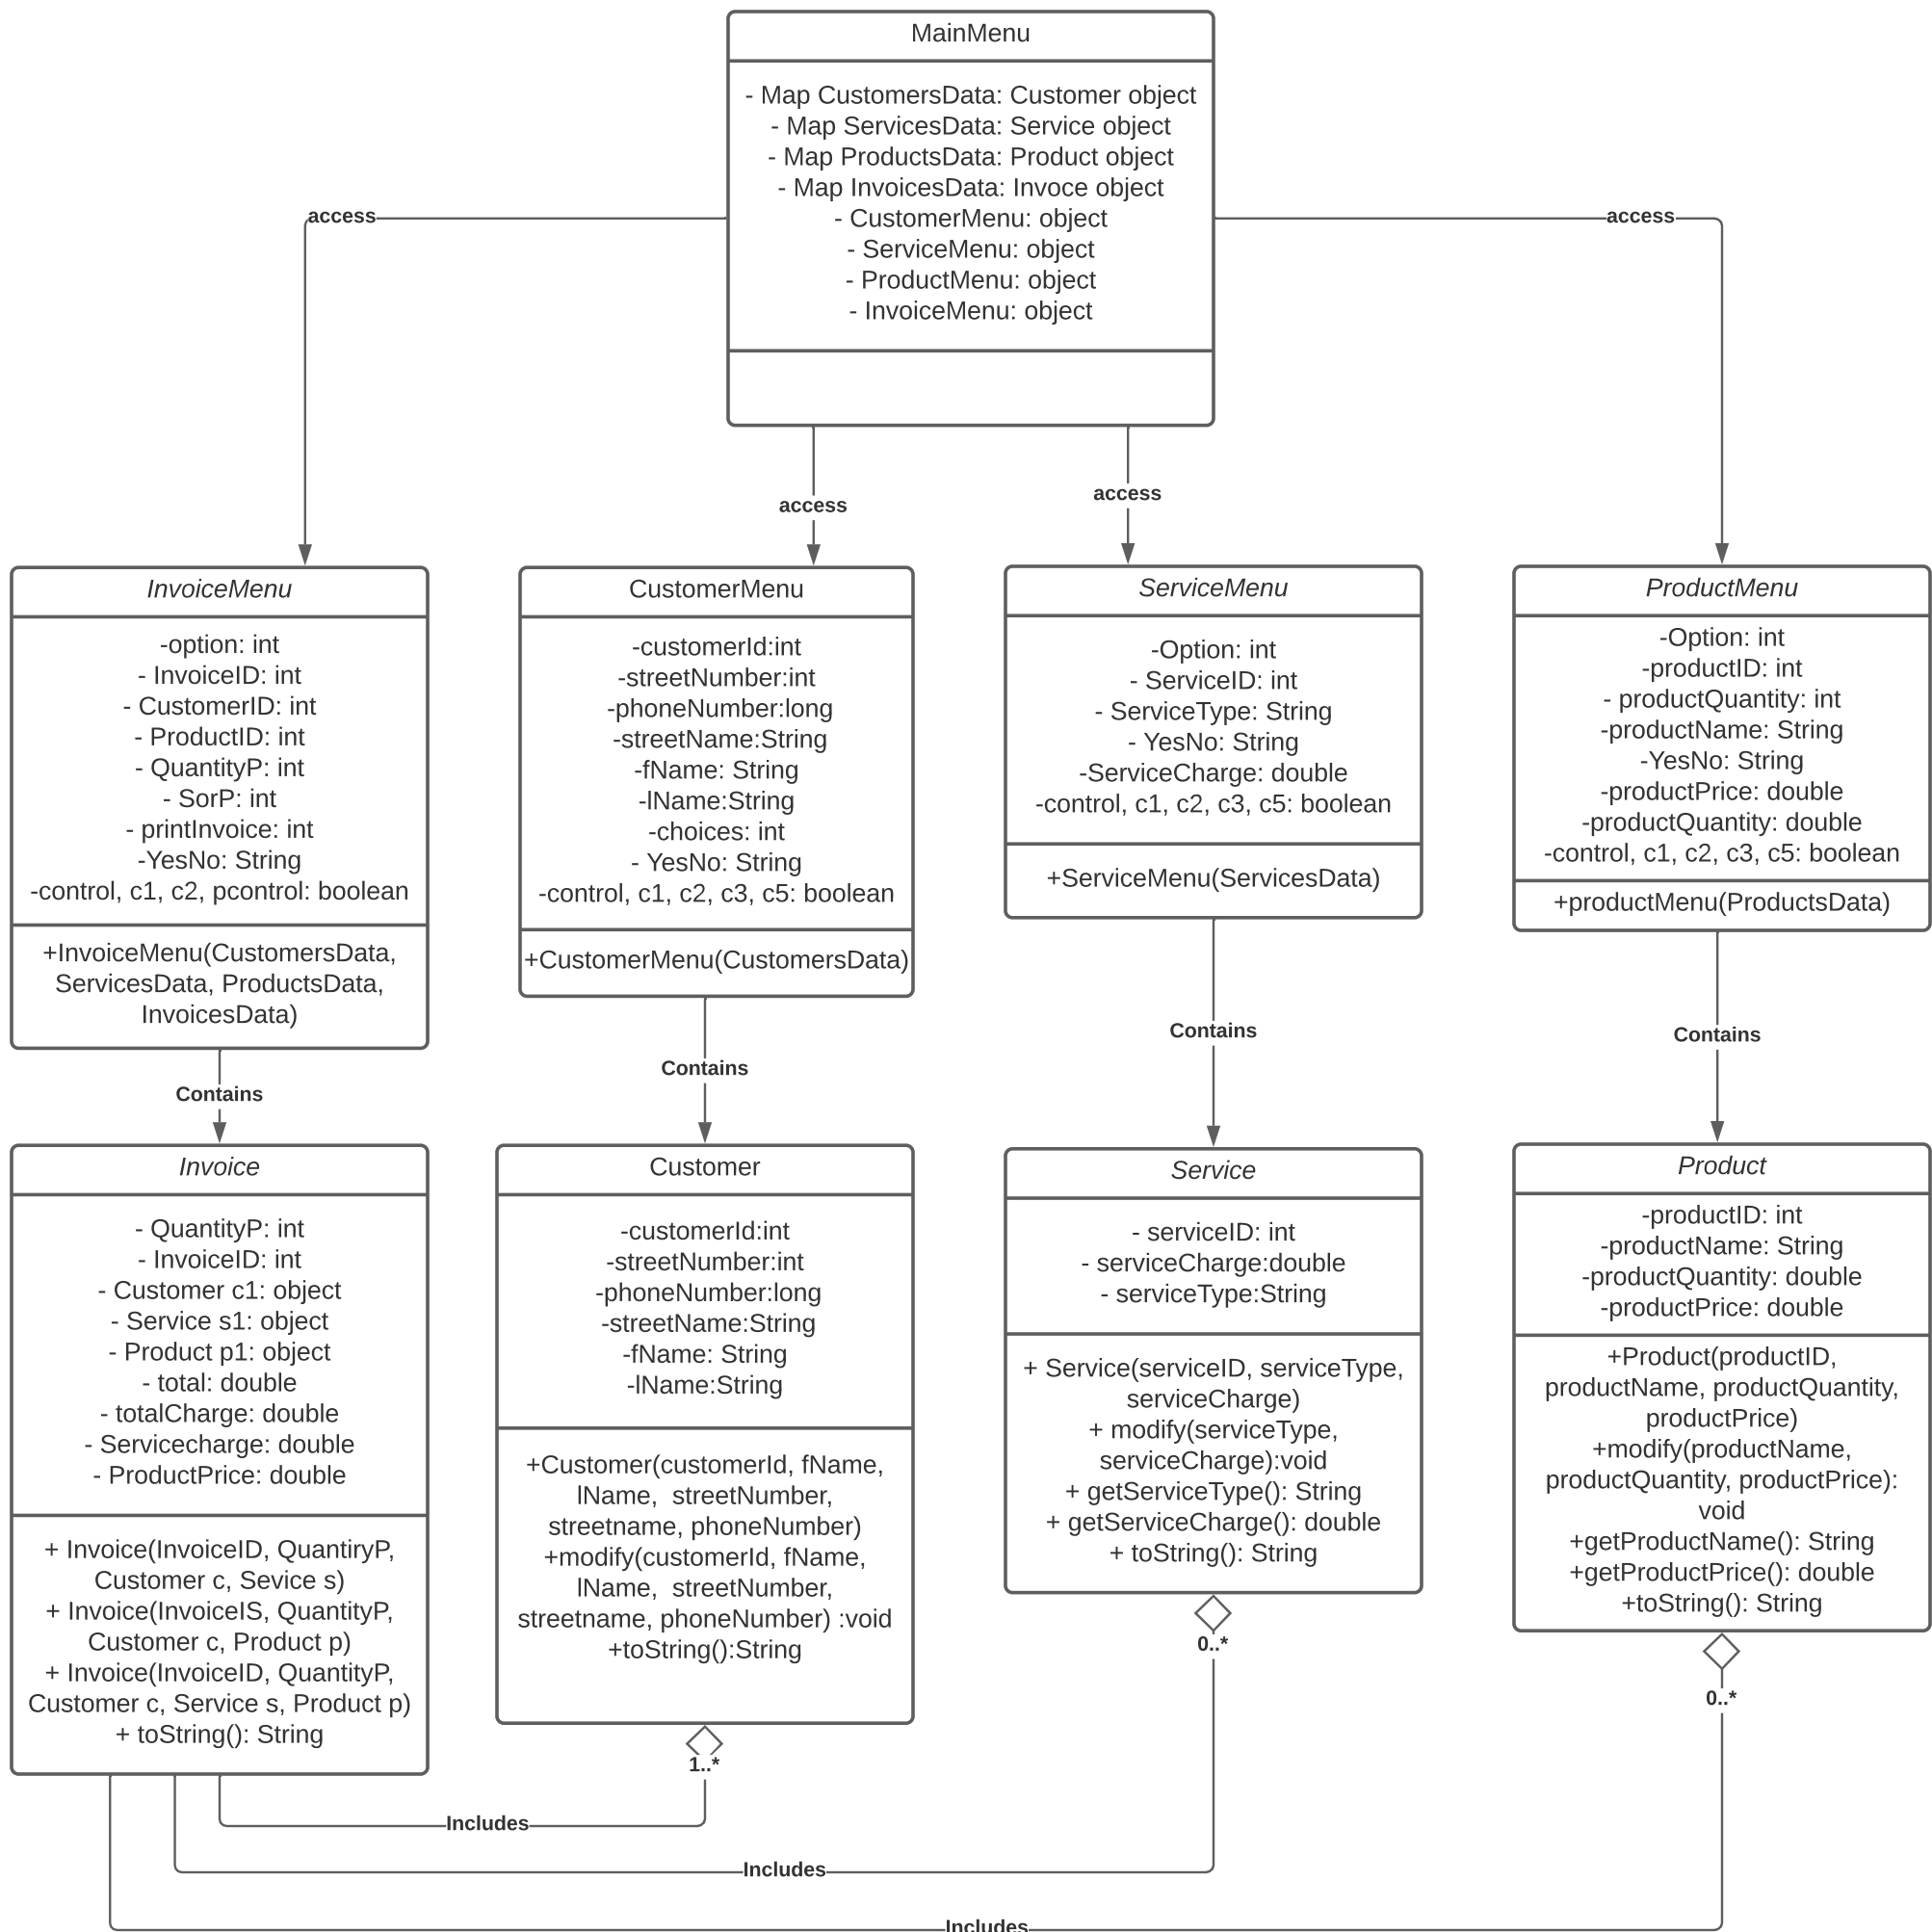 MainMenu
- Map CustomersData: Customer object
- Map ServicesData: Service object
- Map ProductsData: Product object
- Map InvoicesData: Invoce object
- CustomerMenu: object
- ServiceMenu: object
- ProductMenu: object
- InvoiceMenu: object
access
access
access
access
InvoiceMenu
-option: int
- InvoiceID: int
- CustomerID: int
- ProductID: int
- QuantityP: int
- SorP: int
- printInvoice: int
-YesNo: String
-control, c1, c2, pcontrol: boolean
+InvoiceMenu(CustomersData,
ServicesData, ProductsData,
InvoicesData)
CustomerMenu
-customerId:int
-streetNumber:int
-phoneNumber:long
-streetName:String
-fName: String
-lName:String
-choices: int
- YesNo: String
-control, c1, c2, c3, c5: boolean
+CustomerMenu(CustomersData)
ServiceMenu
-Option: int
- ServiceID: int
- ServiceType: String
- YesNo: String
-ServiceCharge: double
-control, c1, c2, c3, c5: boolean
+ServiceMenu(ServicesData)
ProductMenu
-Option: int
-productID: int
- productQuantity: int
-productName: String
-YesNo: String
-productPrice: double
-productQuantity: double
-control, c1, c2, c3, c5: boolean
+productMenu(ProductsData)
Contains
Contains
Contains
Contains
Invoice
- QuantityP: int
- InvoiceID: int
- Customer c1: object
- Service s1: object
- Product p1: object
- total: double
- totalCharge: double
- Servicecharge: double
- ProductPrice: double
+ Invoice(InvoiceID, QuantiryP,
Customer c, Sevice s)
+ Invoice(InvoiceIS, QuantityP,
Customer c, Product p)
+ Invoice(InvoiceID, QuantityP,
Customer c, Service s, Product p)
+ toString(): String
Customer
-customerId:int
-streetNumber:int
-phoneNumber:long
-streetName:String
-fName: String
-lName:String
+Customer(customerId, fName,
lName,  streetNumber,
streetname, phoneNumber)
+modify(customerId, fName,
lName,  streetNumber,
streetname, phoneNumber) :void
+toString():String
Service
- serviceID: int
- serviceCharge:double
- serviceType:String
+ Service(serviceID, serviceType,
serviceCharge)
+ modify(serviceType,
serviceCharge):void
+ getServiceType(): String
+ getServiceCharge(): double
+ toString(): String
Product
-productID: int
-productName: String
-productQuantity: double
-productPrice: double
+Product(productID,
productName, productQuantity,
productPrice)
+modify(productName,
productQuantity, productPrice):
void
+getProductName(): String
+getProductPrice(): double
+toString(): String
1..*
0..*
0..*
Includes
Includes
Includes